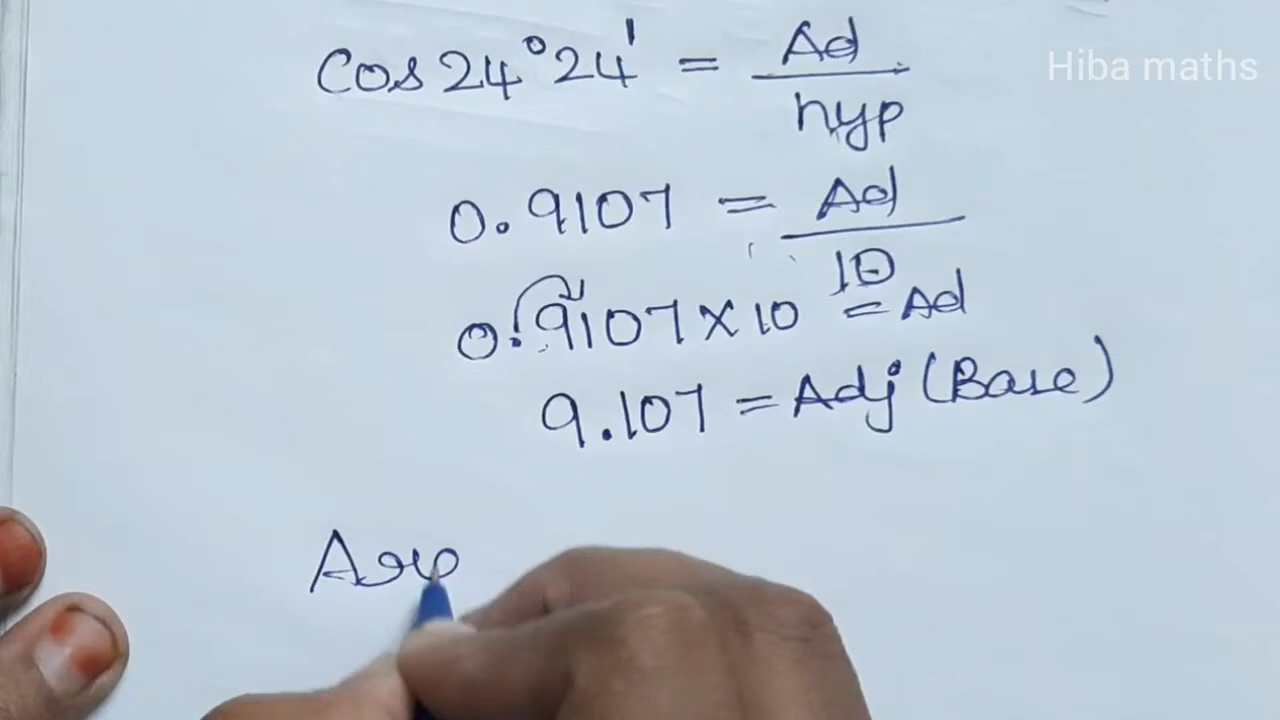 Cos 24°24' = Ad / hyp
Hiba maths
0.9107 = Ad / 10
0.9107 × 10 = Ad
9.107 = Adj (Base)